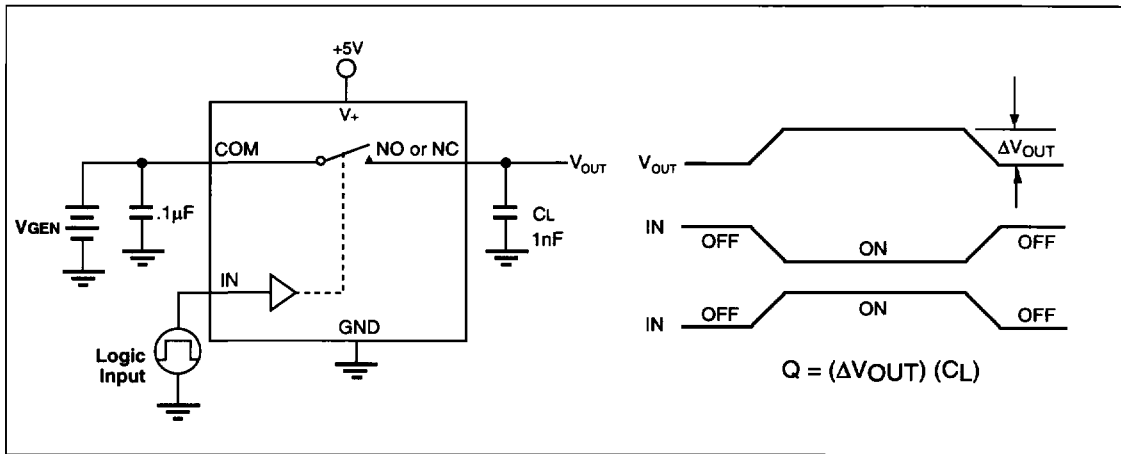 +5V
V+
COM
NO or NC
VOUT
VGEN
.1µF
CL
1nF
IN
GND
Logic
Input
VOUT
ΔVOUT
IN
OFF
ON
OFF
IN
OFF
ON
OFF
Q = (ΔVOUT) (CL)